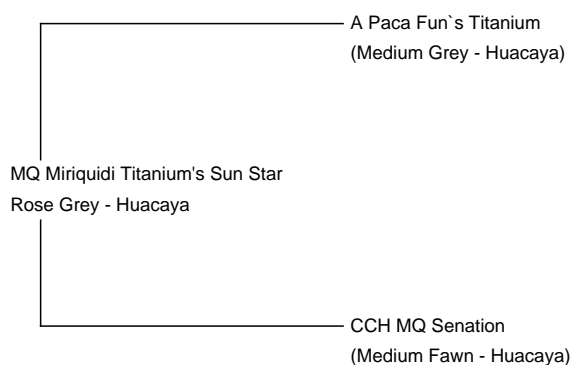 A Paca Fun`s Titanium
(Medium Grey - Huacaya)
MQ Miriquidi Titanium's Sun Star
Rose Grey - Huacaya
CCH MQ Senation
(Medium Fawn - Huacaya)